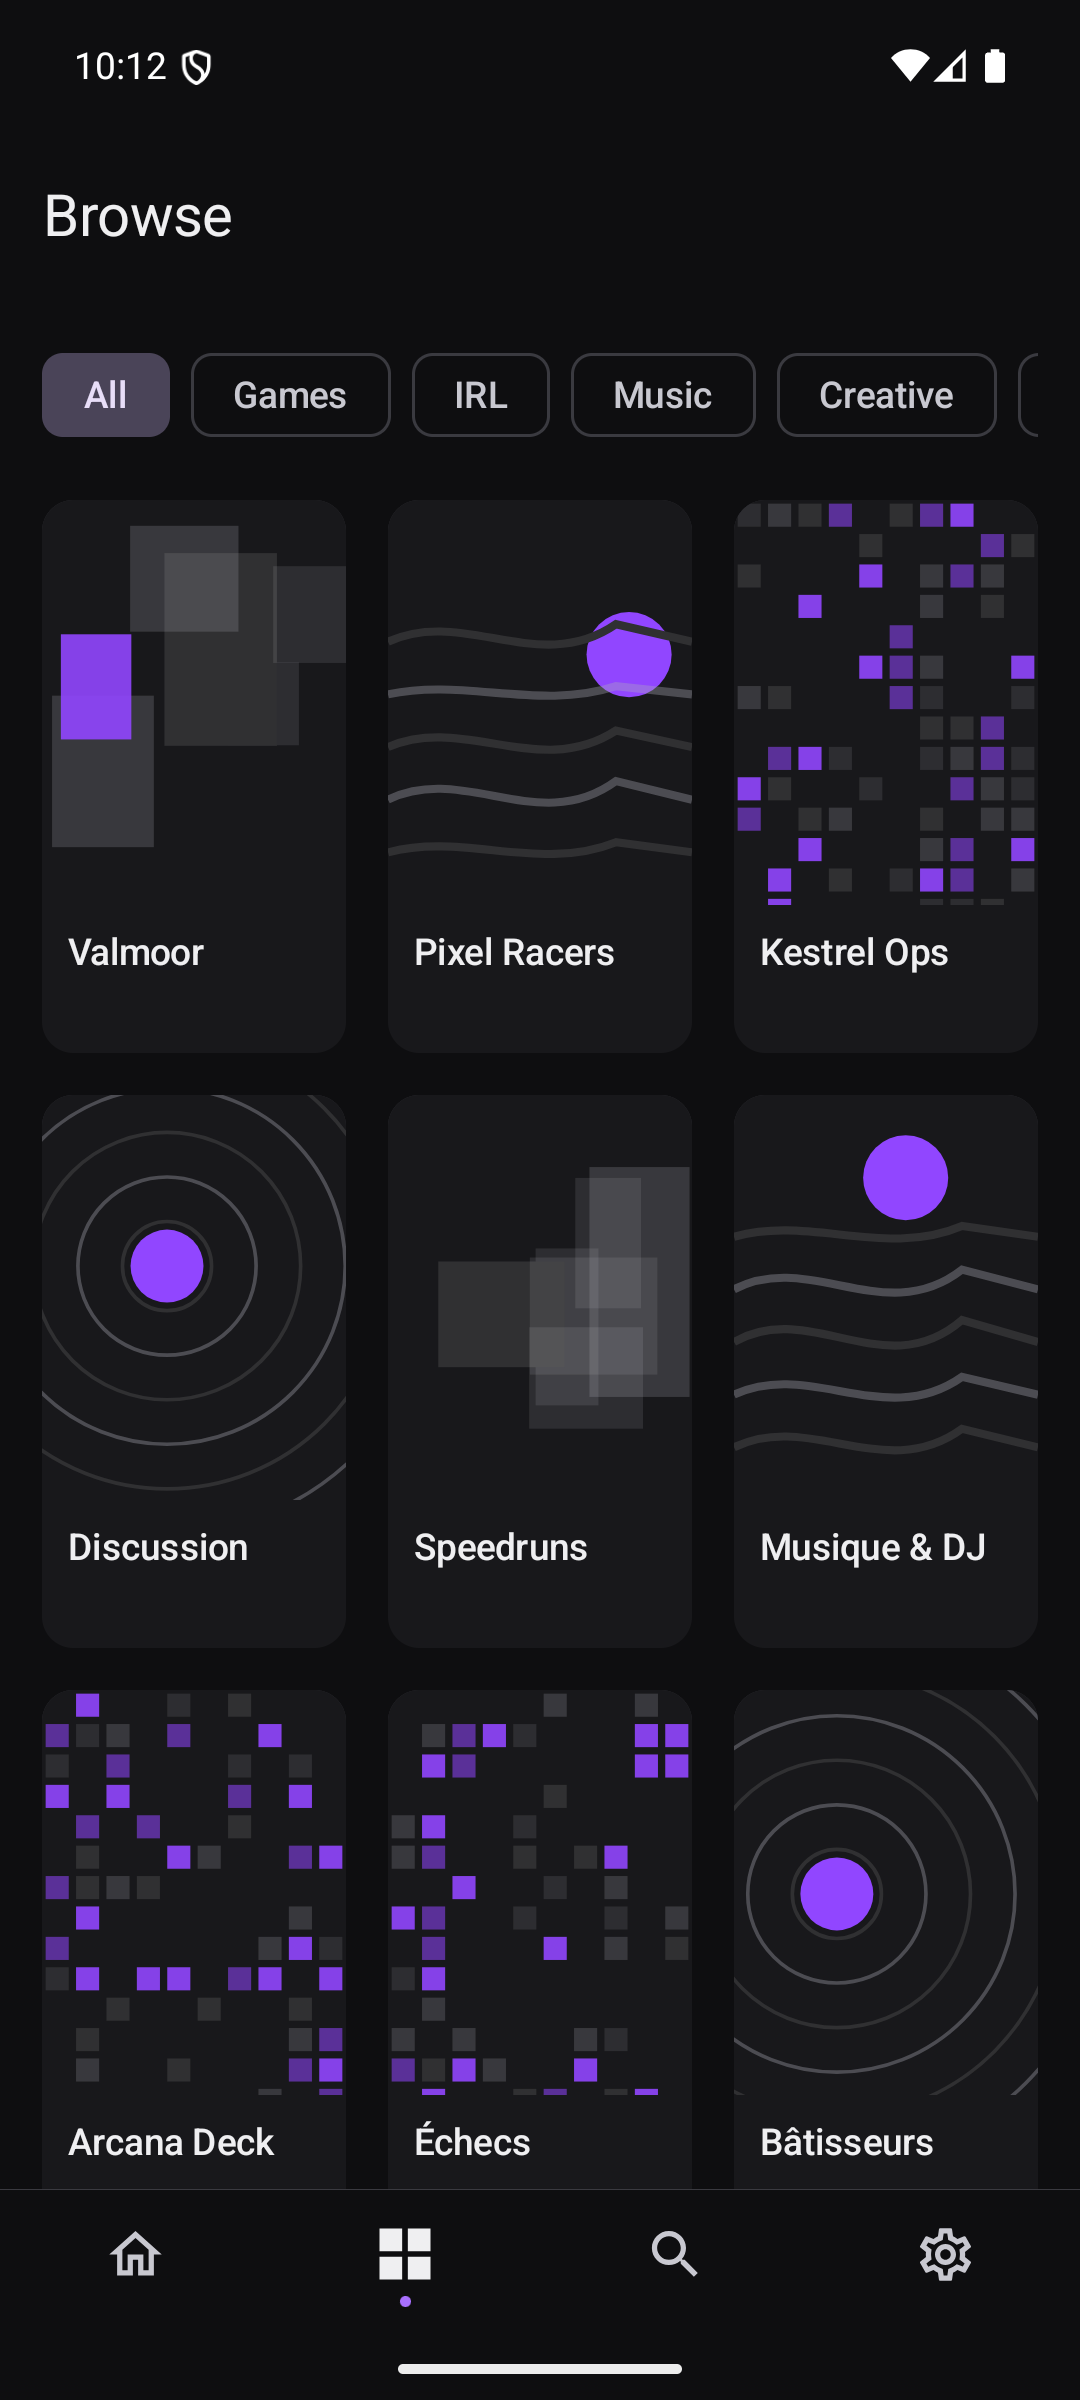 10:12
Browse
All
Games
IRL
Music
Creative
Valmoor
Pixel Racers
Kestrel Ops
Discussion
Speedruns
Musique & DJ
Arcana Deck
Échecs
Bâtisseurs